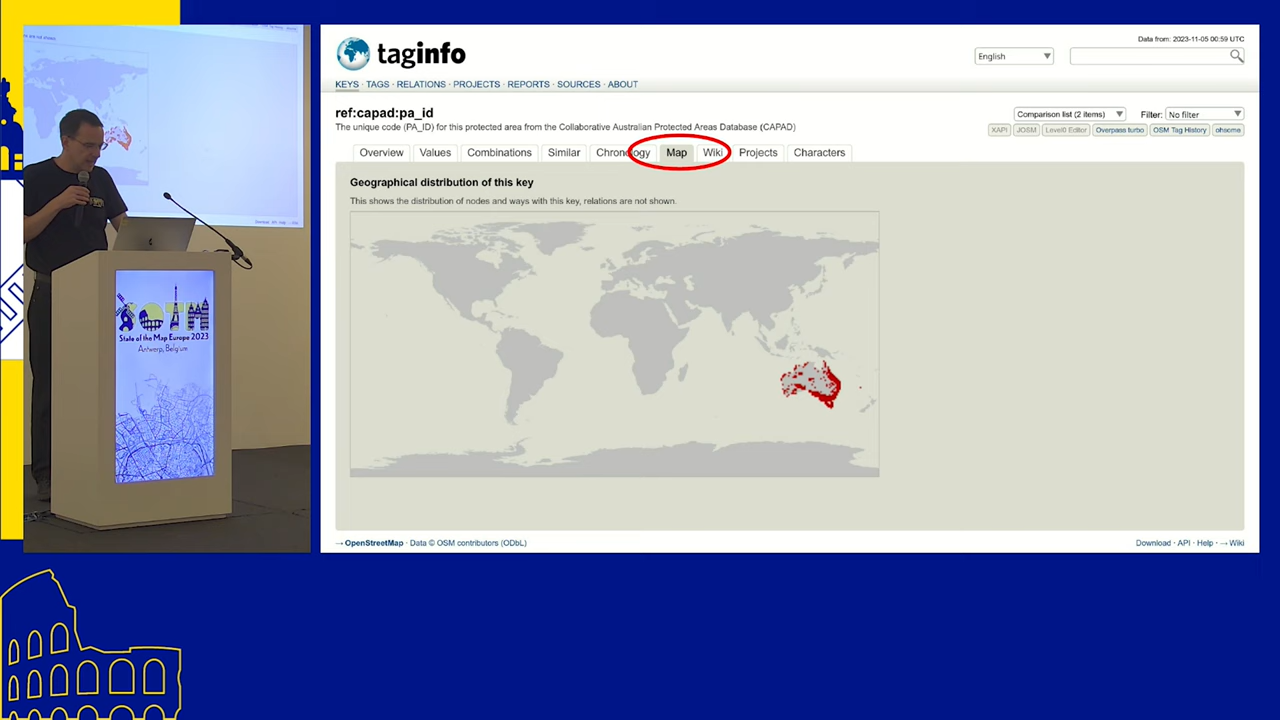 taginfo
Data from: 2023-11-05 00:59 UTC
English
KEYS · TAGS · RELATIONS · PROJECTS · REPORTS · SOURCES · ABOUT
ref:capad:pa_id
The unique code (PA_ID) for this protected area from the Collaborative Australian Protected Areas Database (CAPAD)
Comparison list (2 items)
Filter: No filter
XAPI JOSM Level0 Editor Overpass turbo OSM Tag History ohsome
Overview Values Combinations Similar Chronology Map Wiki Projects Characters
Geographical distribution of this key
This shows the distribution of nodes and ways with this key, relations are not shown.
→ OpenStreetMap · Data © OSM contributors (ODbL)
Download · API · Help · → Wiki
SOTM
State of the Map Europe 2023
Antwerp, Belgium